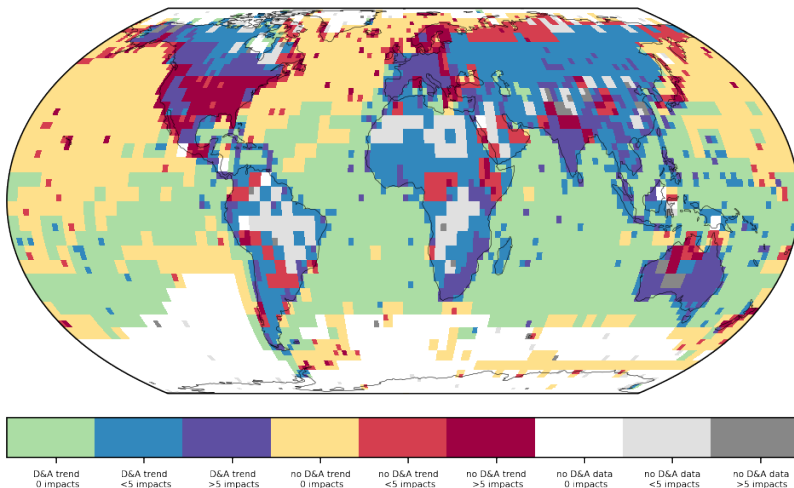 D&A trend
0 impacts
D&A trend
<5 impacts
D&A trend
>5 impacts
no D&A trend
0 impacts
no D&A trend
<5 impacts
no D&A trend
>5 impacts
no D&A data
0 impacts
no D&A data
<5 impacts
no D&A data
>5 impacts